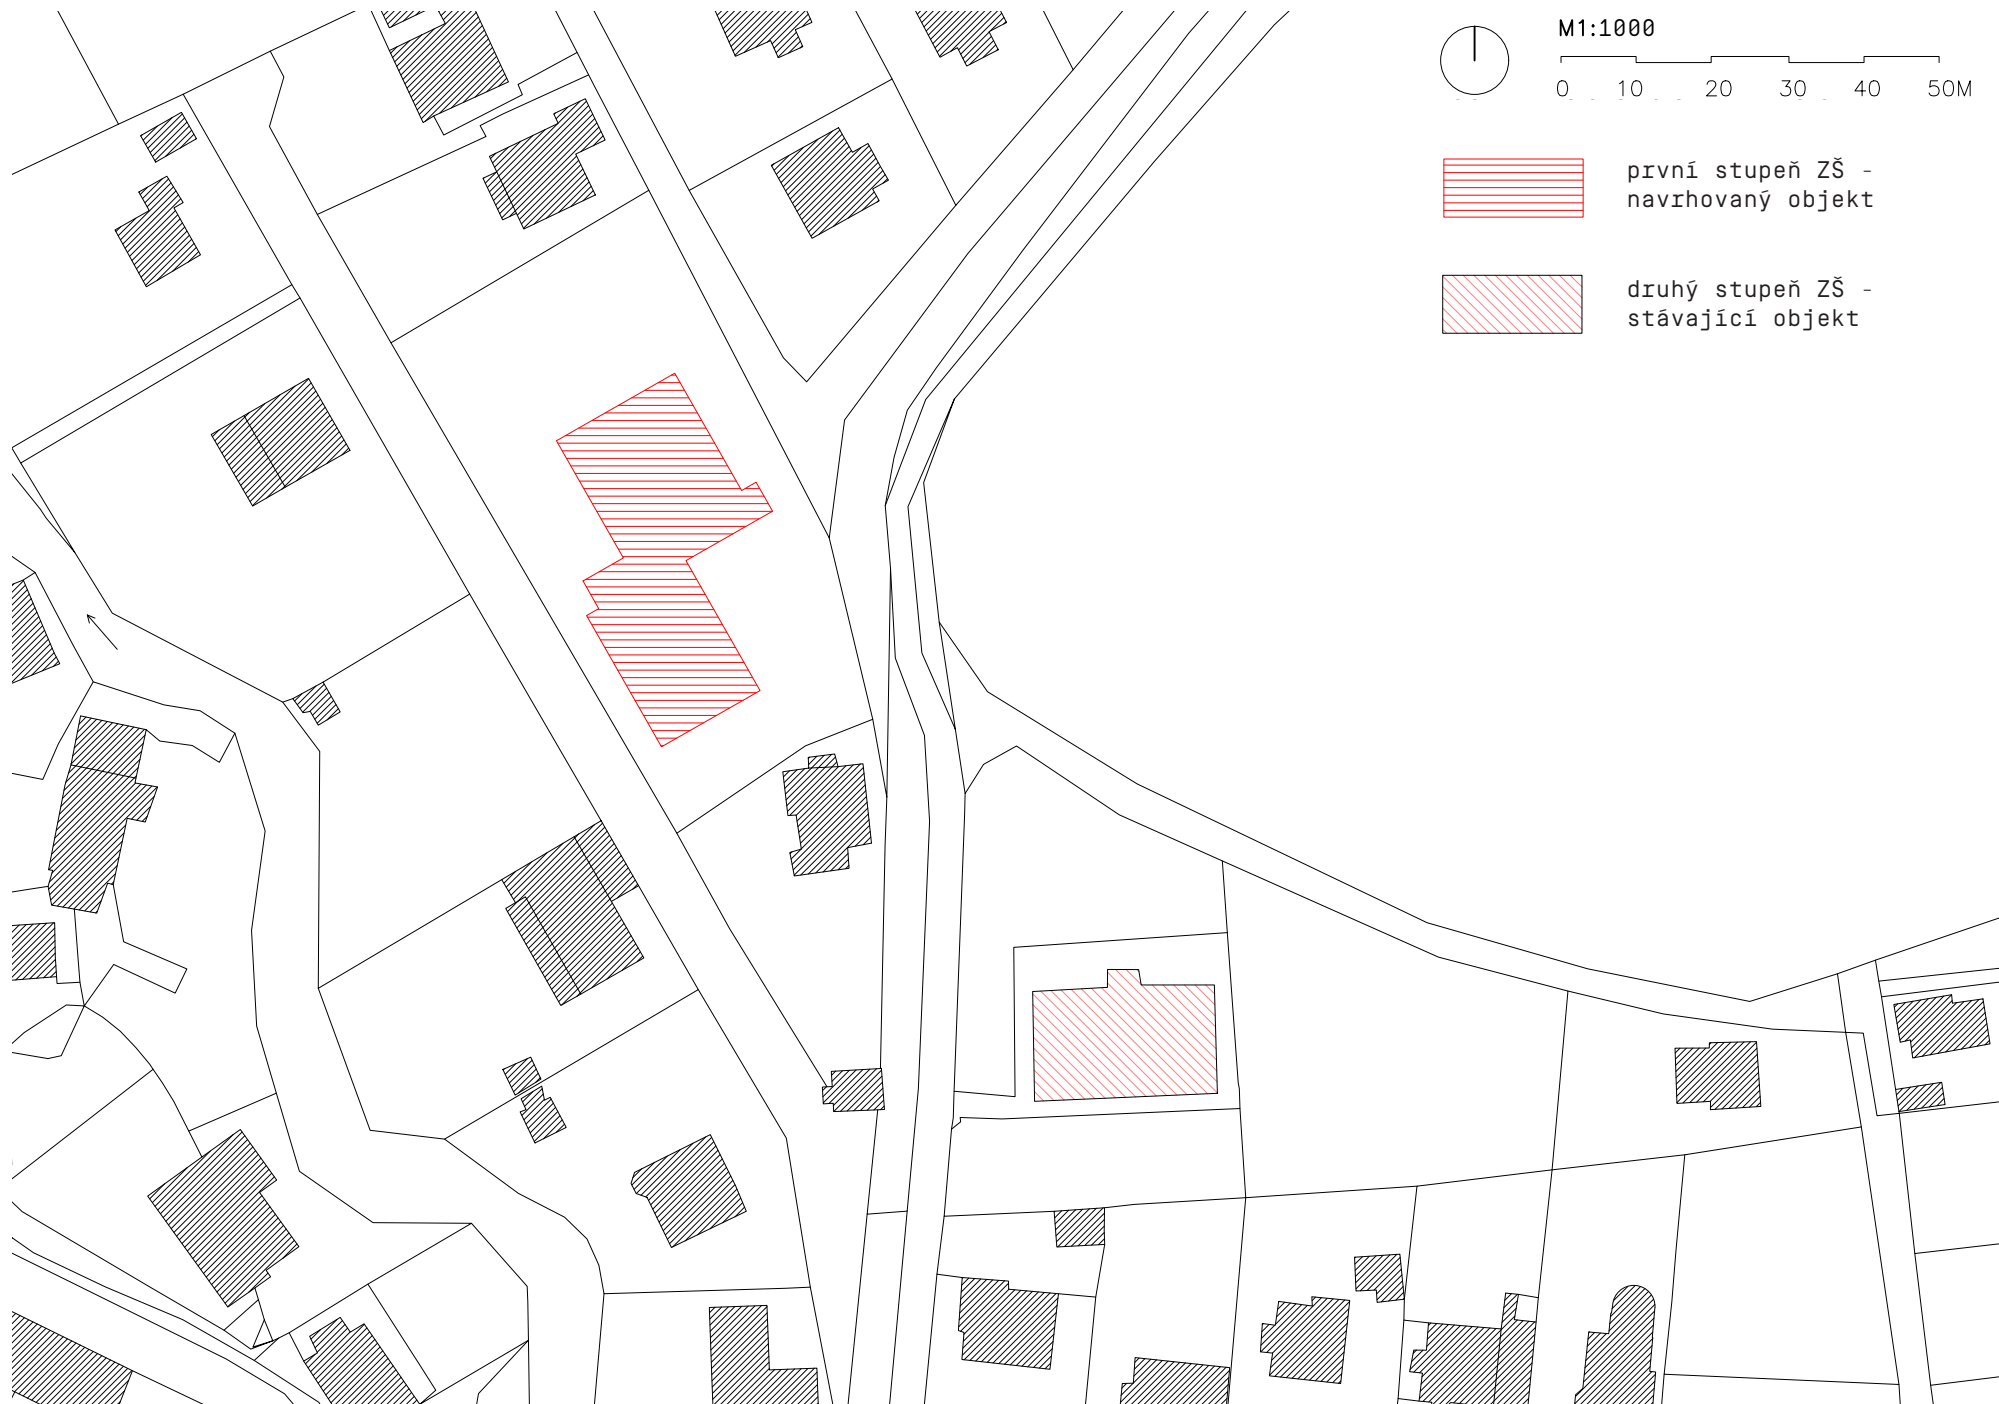 M1:1000
0 10 20 30 40 50M
první stupeň ZŠ -
navrhovaný objekt
druhý stupeň ZŠ -
stávající objekt